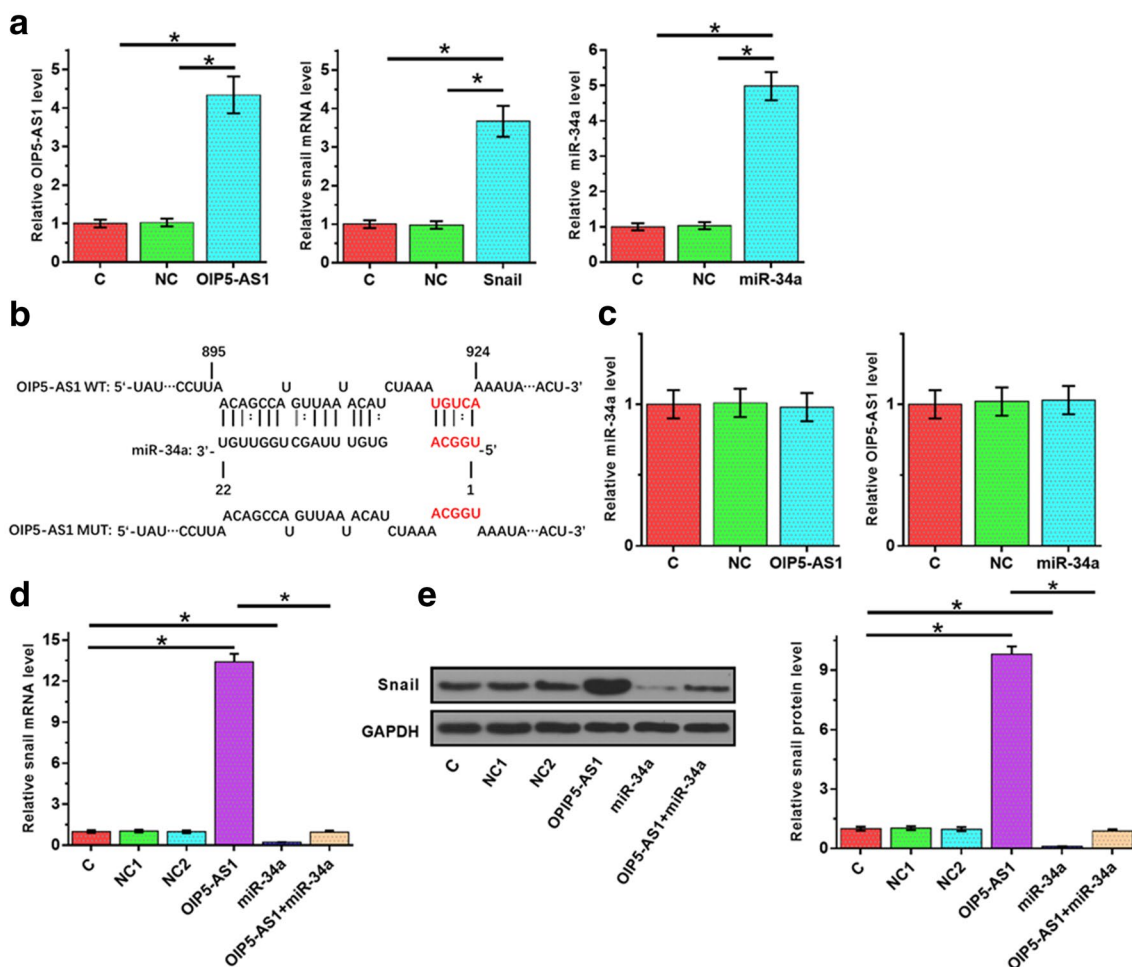 a
*
*
Relative OIP5-AS1 level
5
4
3
2
1
0
C NC OIP5-AS1
*
*
Relative snail mRNA level
5
4
3
2
1
0
C NC Snail
*
*
Relative miR-34a level
6
5
4
3
2
1
0
C NC miR-34a
b
895 924
OIP5-AS1 WT: 5'-UAU···CCUUA U U CUAAA AAAUA···ACU-3'
ACAGCCA GUUAA ACAU UGUCA
miR-34a: 3'- UGUUGGUCGAUU UGUG ACGGU -5'
22 1
ACAGCCA GUUAA ACAU ACGGU
OIP5-AS1 MUT: 5'-UAU···CCUUA U U CUAAA AAAUA···ACU-3'
c
Relative miR-34a level
1
0
C NC OIP5-AS1
Relative OIP5-AS1 level
1
0
C NC miR-34a
d
*
*
*
Relative snail mRNA level
15
12
9
6
3
0
C NC1 NC2 OIP5-AS1 miR-34a OIP5-AS1+miR-34a
e
Snail
GAPDH
C NC1 NC2 OPIP5-AS1 miR-34a OIP5-AS1+miR-34a
*
*
*
Relative snail protein level
9
6
3
0
C NC1 NC2 OIP5-AS1 miR-34a OIP5-AS1+miR-34a